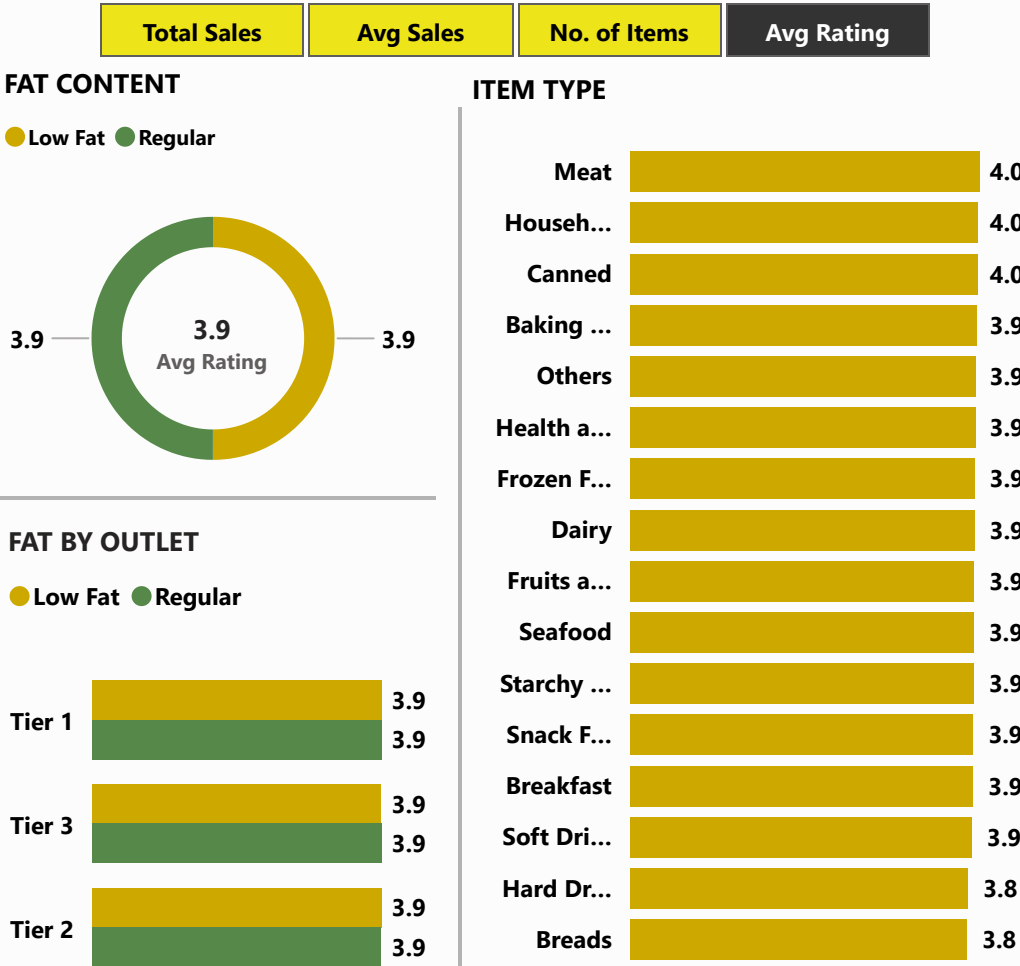 Total Sales Avg Sales No. of Items Avg Rating
FAT CONTENT
Low Fat Regular
3.9
3.9
Avg Rating
3.9
FAT BY OUTLET
Low Fat Regular
Tier 1 3.9
3.9
Tier 3 3.9
3.9
Tier 2 3.9
3.9
ITEM TYPE
Meat 4.0
Househ... 4.0
Canned 4.0
Baking ... 3.9
Others 3.9
Health a... 3.9
Frozen F... 3.9
Dairy 3.9
Fruits a... 3.9
Seafood 3.9
Starchy ... 3.9
Snack F... 3.9
Breakfast 3.9
Soft Dri... 3.9
Hard Dr... 3.8
Breads 3.8